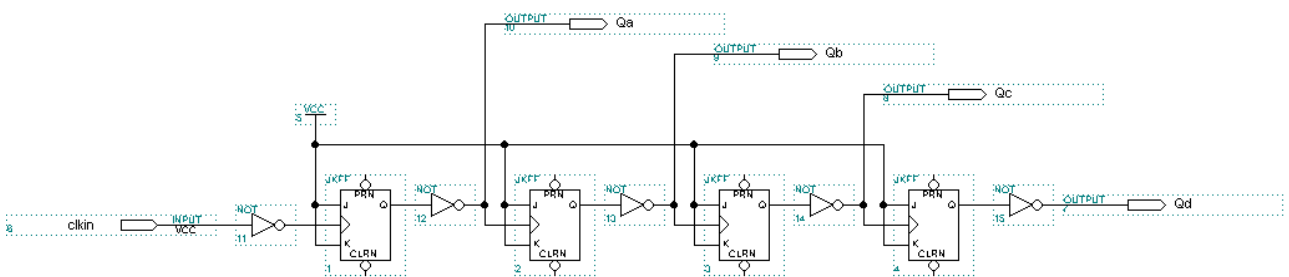 OUTPUT
10
Qa
OUTPUT
9
Qb
OUTPUT
8
Qc
VCC
5
JKFF
PRN
J
Q
K
CLRN
1
NOT
12
JKFF
PRN
J
Q
K
CLRN
2
NOT
13
JKFF
PRN
J
Q
K
CLRN
3
NOT
14
JKFF
PRN
J
Q
K
CLRN
4
NOT
15
OUTPUT
7
Qd
clkin
INPUT
VCC
6
NOT
11